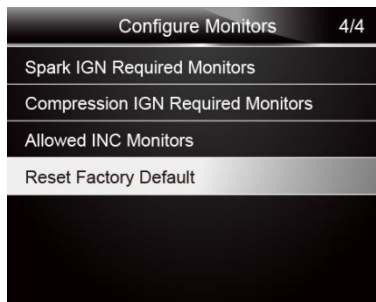 Configure Monitors 4/4
Spark IGN Required Monitors
Compression IGN Required Monitors
Allowed INC Monitors
Reset Factory Default